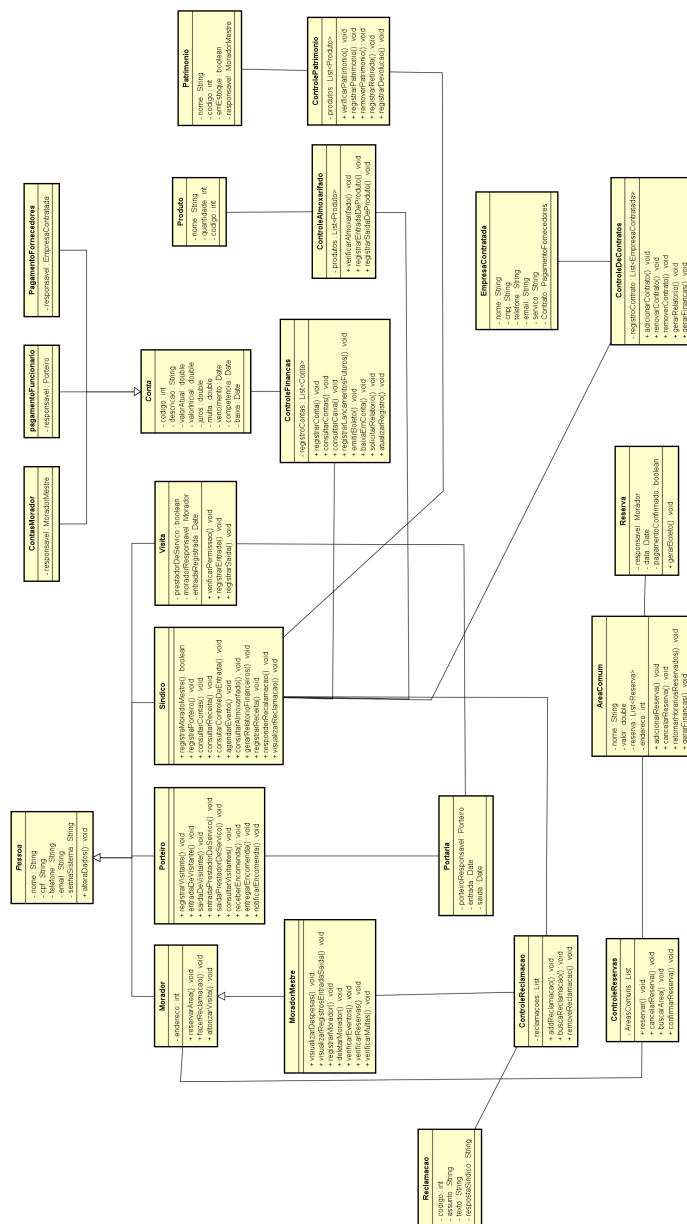 Pessoa
- nome : String
- cpf : String
- telefone : String
- email : String
- senhaSistema : String
+ alteraDados() : void
ContasMorador
- responsavel : MoradorMestre
pagamentoFuncionario
- responsavel : Porteiro
PagamentoFornecedores
- responsavel : EmpresaContratada
Morador
- endereco : int
+ reservarArea() : void
+ fazerReclamacao() : void
+ altorizarVisita() : void
Porteiro
+ registrarVisitante() : void
+ entradaDeVisitante() : void
+ saidaDeVisitante() : void
+ entradaPrestadorDeServico() : void
+ saidaPrestadorDeServico() : void
+ consultarVisitantes() : void
+ receberEncomenda() : void
+ entregarEncomenda() : void
+ notificarEncomenda() : void
Sindico
+ registraMoradoMestre() : boolean
+ registraPorteiro() : void
+ consultarContas() : void
+ consultarReceita() : void
+ consultarControleDeEntrada() : void
+ agendarEvento() : void
+ consultarAlmoxarifado() : void
+ gerarRelatorioFinanceiros() : void
+ registrarReceita() : void
+ responderRecalamacao() : void
+ visualizarReclamacao() : void
Visita
- prestadorDeServico : boolean
- moradorResponsavel : Morador
- entradaRegistrada : Date
+ verificarPermissao() : void
+ registrarEntrada() : void
+ registrarSaida() : void
Conta
- codigo : int
- descricao : String
- valorAtual : double
- valorInicial : double
- juros : double
- multa : double
- vencimento : Date
- competencia : Date
- baixa : Date
Produto
- nome : String
- quantidade : int
- codigo : int
Patrimonio
- nome : String
- codigo : int
- emEstoque : boolean
- responsavel : MoradorMestre
MoradorMestre
+ visualizarDespesas() : void
+ visualizarRegistrosEntradaSaida() : void
+ registrarMorador() : void
+ deletarMorador() : void
+ verificarEventos() : void
+ verificarReservas() : void
+ verificarMultas() : void
ControleFinancas
- registroContas : List<Conta>
+ registrarConta() : void
+ consultarContas() : void
+ consultarCaixa() : void
+ registrarLancamentosFuturos() : void
+ emitirBoleto() : void
+ baixaEmConta() : void
+ solicitarRelatorio() : void
+ atualizarRegistro() : void
ControleAlmoxarifado
- produtos : List<Produto>
+ verificarAlmoxarifado() : void
+ registrarEntradaDeProduto() : void
+ registrarSaidaDeProduto() : void
ControlePatrimonio
- produtos : List<Produto>
+ verificarPatrimonio() : void
+ registrarPatrimonio() : void
+ removerPatrimonio() : void
+ registrarRetirada() : void
+ registrarDevolucao() : void
Reclamacao
- codigo : int
- assunto : String
- texto : String
- respostaSindico : String
Portaria
- porteiroResponsavel : Porteiro
- entrada : Date
- saida : Date
EmpresaContratada
- nome : String
- cnpj : String
- telefone : String
- email : String
- servico : String
- Contrato : PagamentoFornecedores
ControleReclamacao
- reclamacoes : List
+ addReclamacao() : void
+ buscaReclamacao() : void
+ removeReclamacao() : void
ControleReservas
- AreasComuns : List
+ reservar() : void
+ cancelarReserva() : void
+ buscarArea() : void
+ confirmarReserva() : void
AreaComum
- nome : String
- valor : double
- reserva : List<Reserva>
- endereco : int
+ adicionarReserva() : void
+ cancelarReserva() : void
+ retornarHorariosReservados() : void
+ gerarFinancas() : void
Reserva
- responsavel : Morador
- data : Date
- pagamentoConfirmado : boolean
+ gerarBoleto() : void
ControleDeContratos
- registroContrato : List<EmpresaContratada>
+ adicionarContrato() : void
+ renovarContrato() : void
+ removerContrato() : void
+ gerarRelatorio() : void
+ gerarFinancas() : void